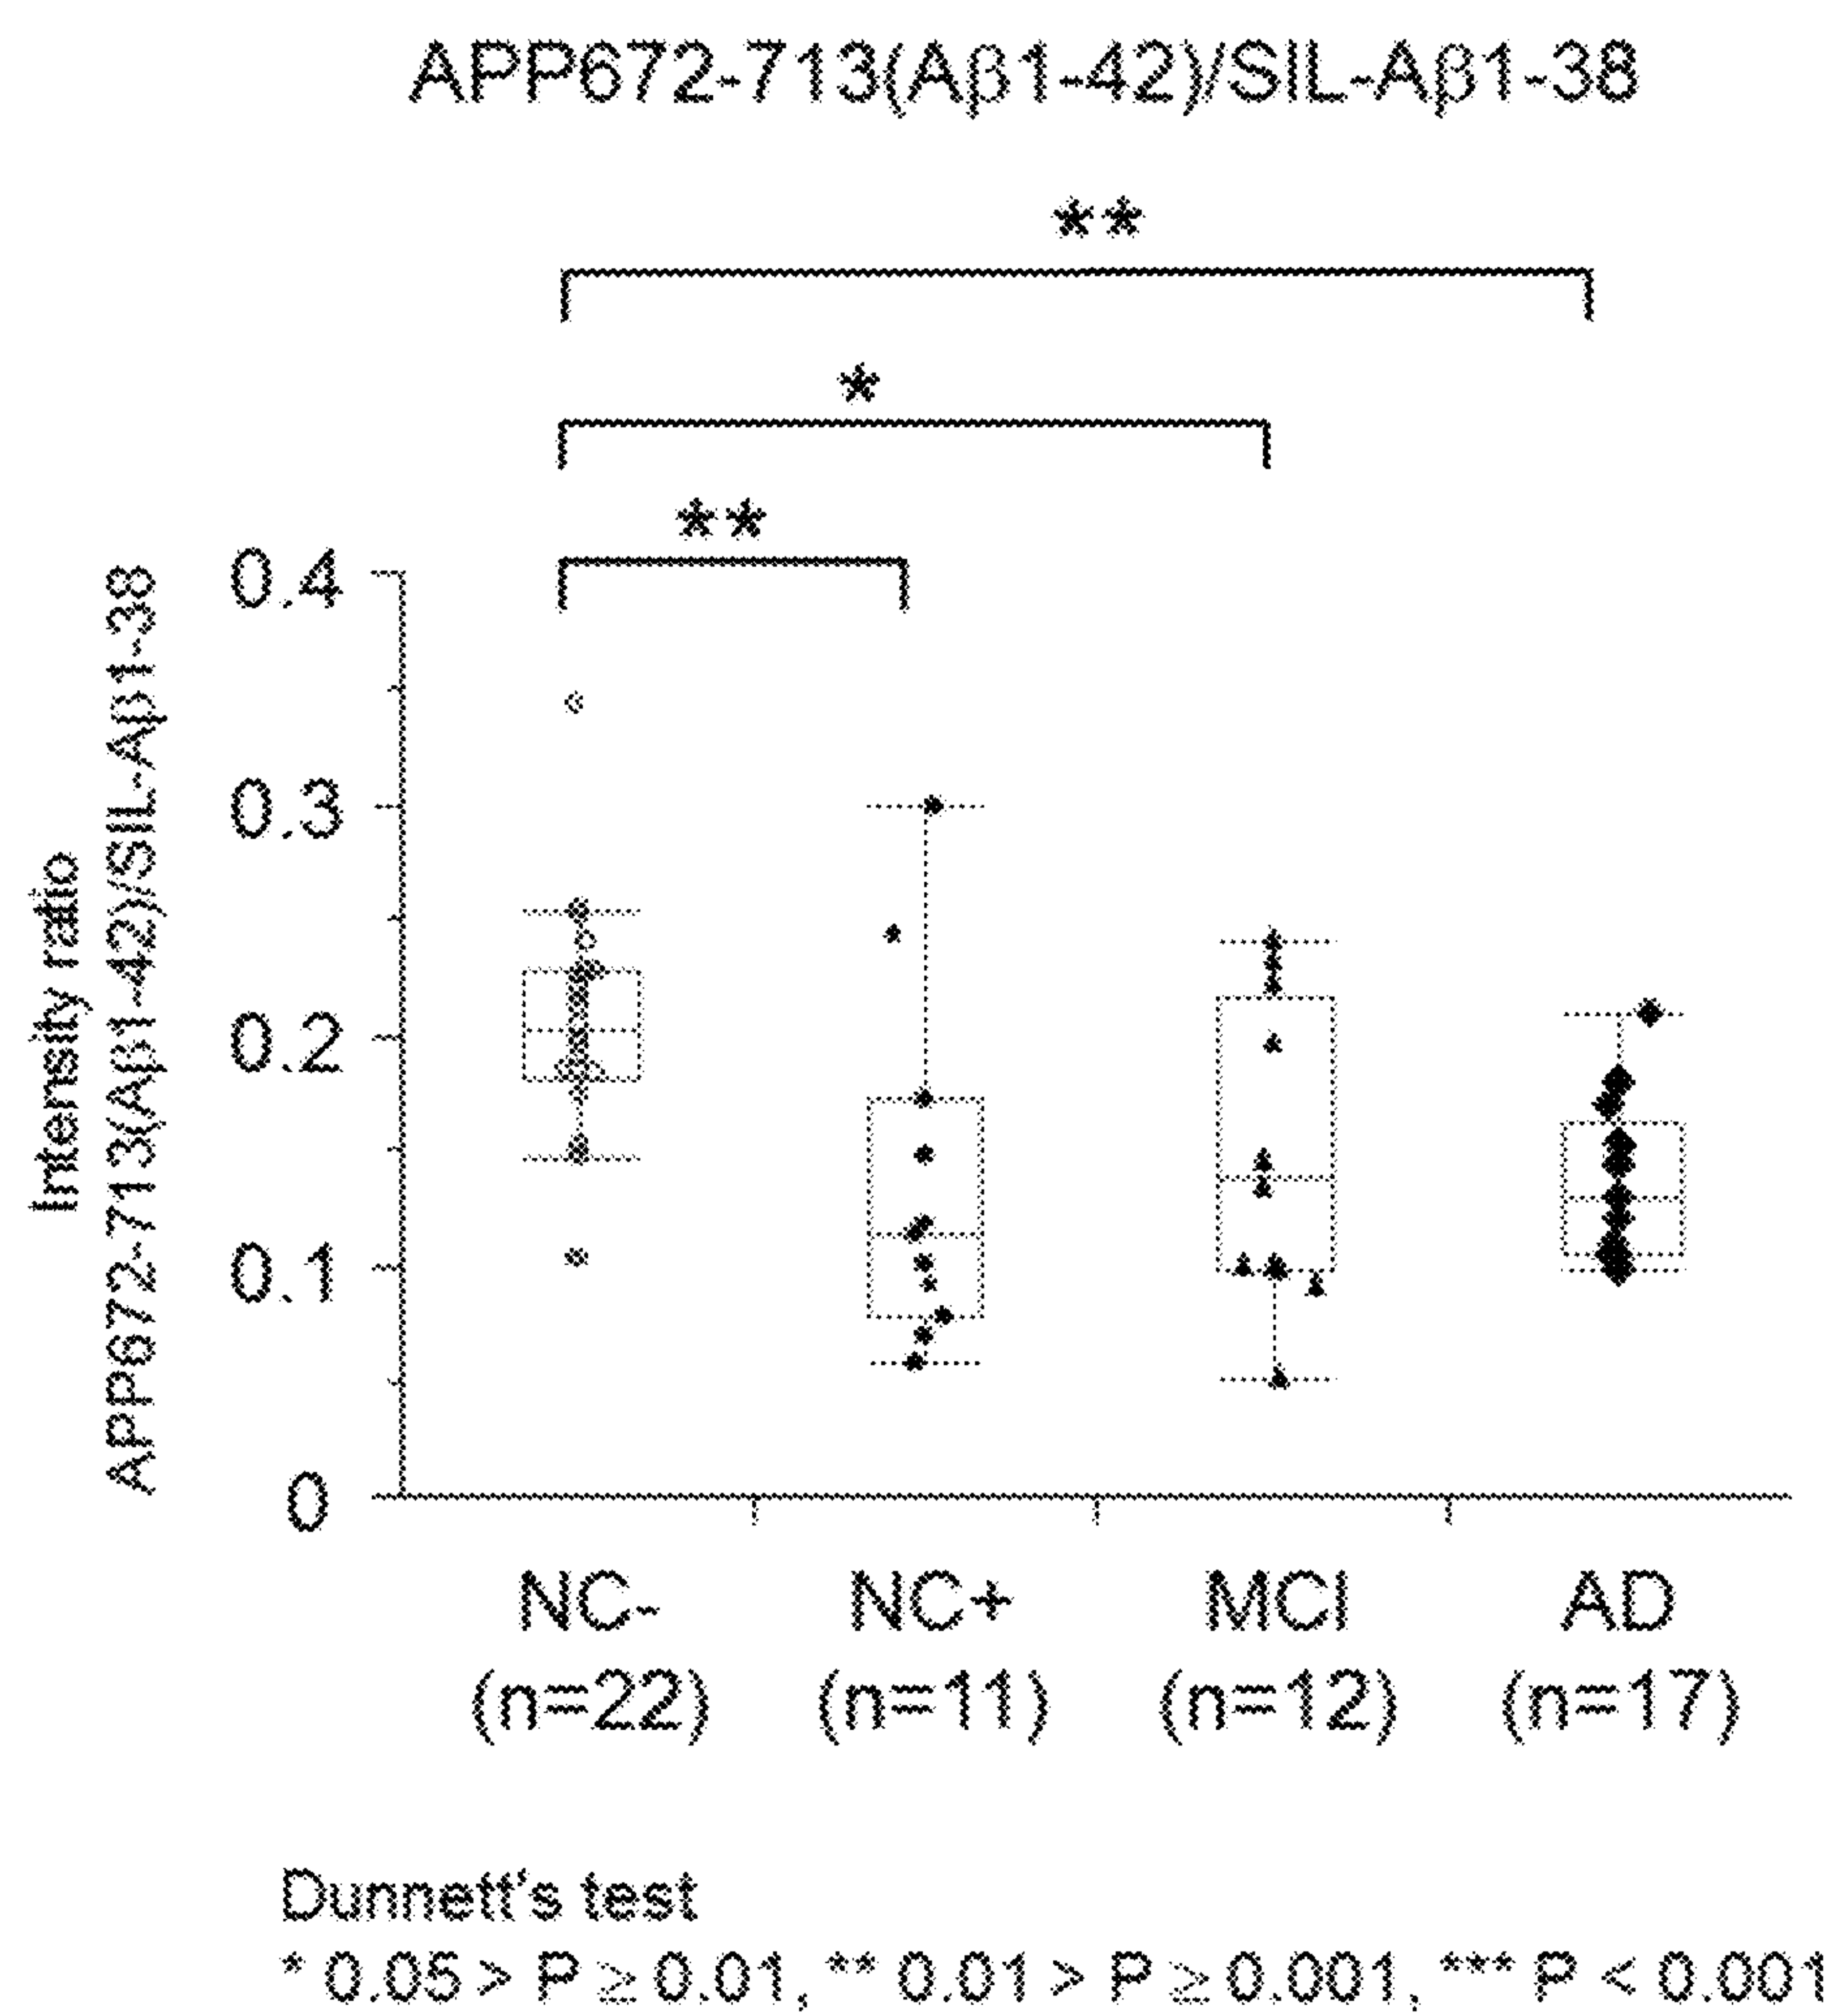 APP672-713(Aβ1-42)/SIL-Aβ1-38
**
*
**
Intensity ratio
APP672-713(Aβ1-42)/SIL-Aβ1-38
0.4
0.3
0.2
0.1
0
NC- NC+ MCI AD
(n=22) (n=11) (n=12) (n=17)
Dunnett's test
* 0.05 > P ≥ 0.01, ** 0.01 > P ≥ 0.001, *** P < 0.001